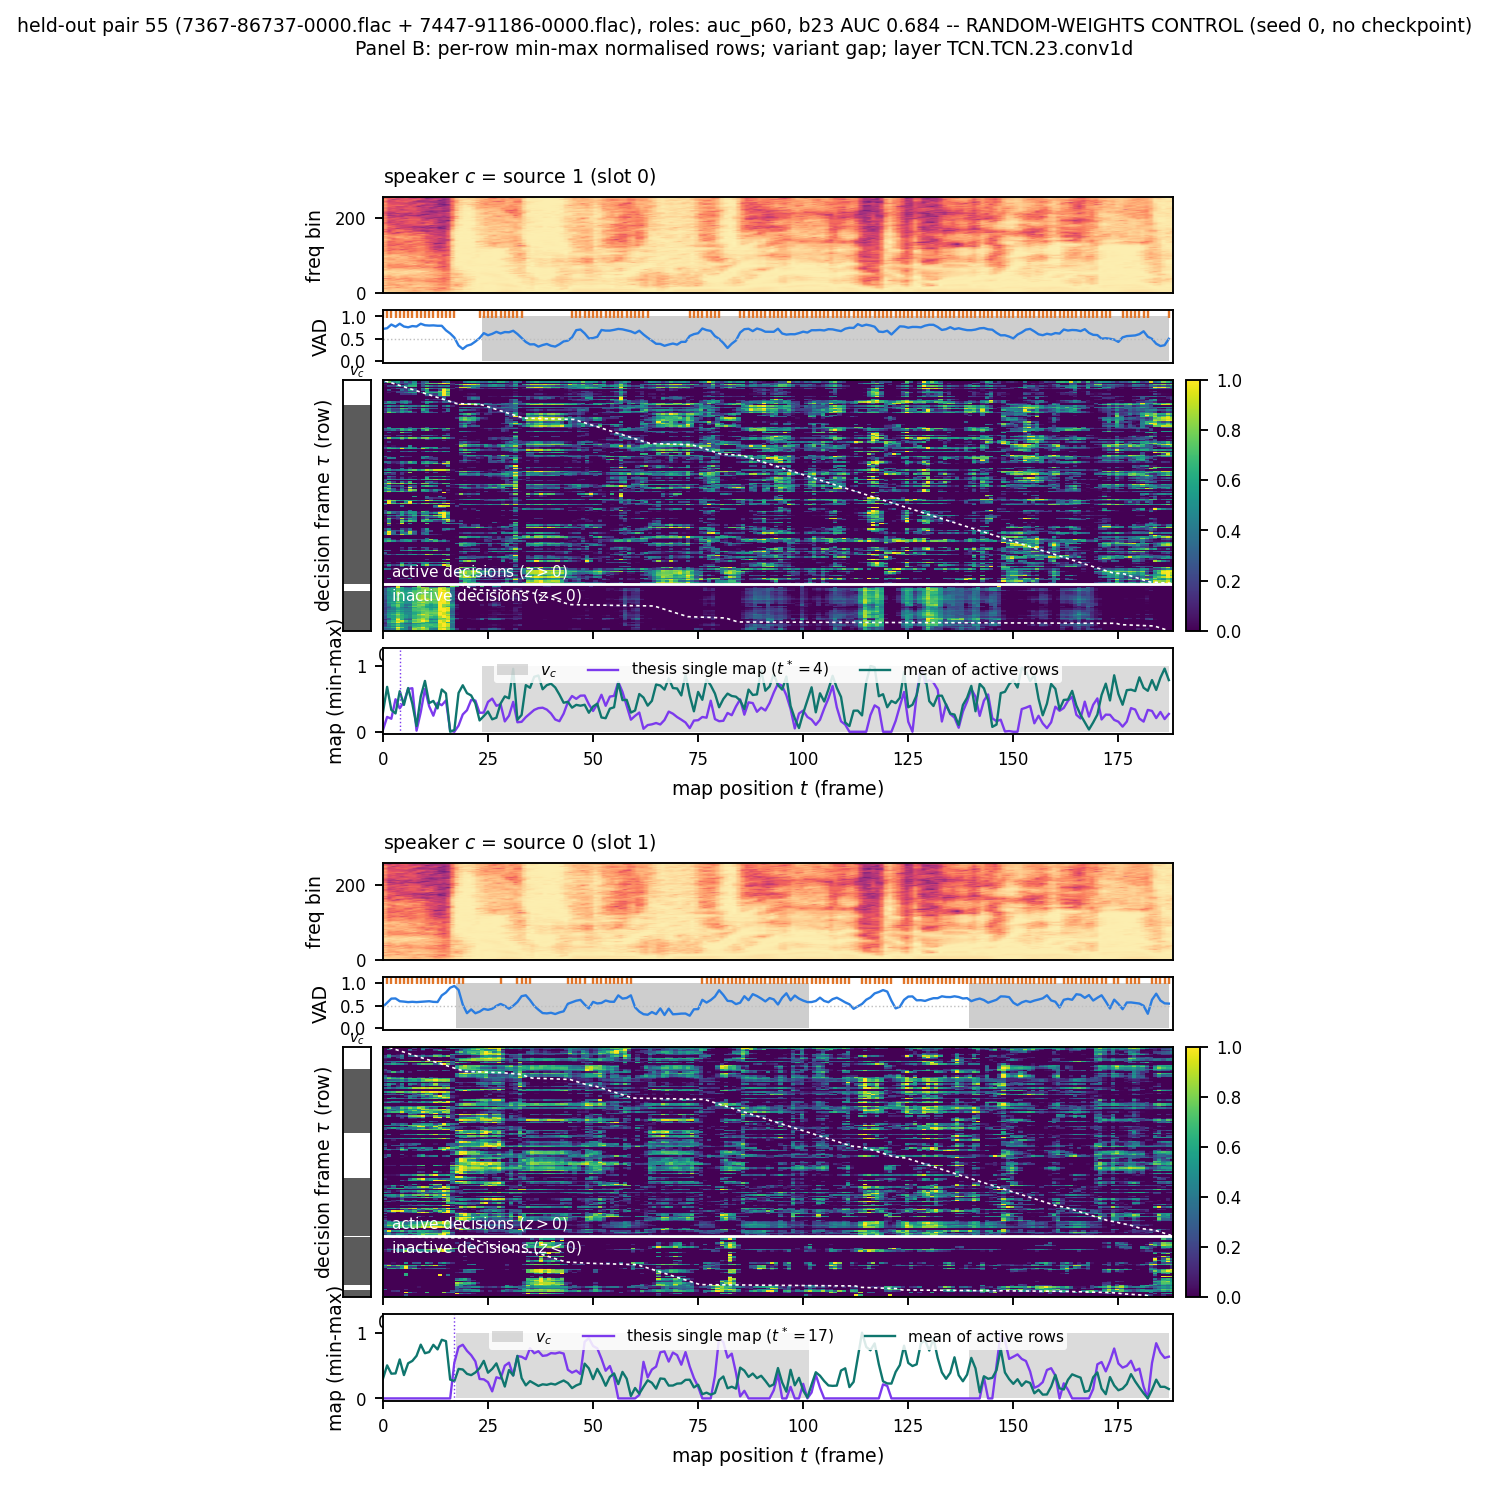 held-out pair 55 (7367-86737-0000.flac + 7447-91186-0000.flac), roles: auc_p60, b23 AUC 0.684 -- RANDOM-WEIGHTS CONTROL (seed 0, no checkpoint)
Panel B: per-row min-max normalised rows; variant gap; layer TCN.TCN.23.conv1d
speaker c = source 1 (slot 0)
freq bin
200
0
VAD
1.0
0.5
0.0
v_c
decision frame τ (row)
active decisions (z > 0)
inactive decisions (z < 0)
1.0
0.8
0.6
0.4
0.2
0.0
map (min-max)
1
0
v_c
thesis single map (t* = 4)
mean of active rows
0 25 50 75 100 125 150 175
map position t (frame)
speaker c = source 0 (slot 1)
freq bin
200
0
VAD
1.0
0.5
0.0
v_c
decision frame τ (row)
active decisions (z > 0)
inactive decisions (z < 0)
1.0
0.8
0.6
0.4
0.2
0.0
map (min-max)
1
0
v_c
thesis single map (t* = 17)
mean of active rows
0 25 50 75 100 125 150 175
map position t (frame)